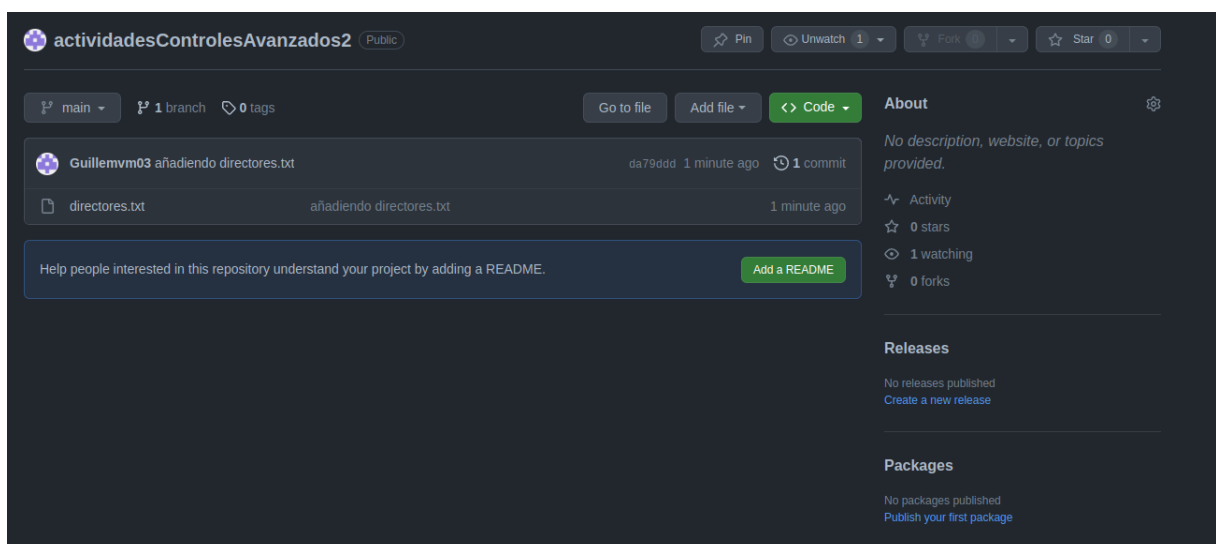 actividadesControlesAvanzados2 Public Pin Unwatch 1 Fork 0 Star 0
main 1 branch 0 tags Go to file Add file Code
Guillemvm03 añadiendo directores.txt da79ddd 1 minute ago 1 commit
directores.txt añadiendo directores.txt 1 minute ago
Help people interested in this repository understand your project by adding a README. Add a README
About
No description, website, or topics
provided.
Activity
0 stars
1 watching
0 forks
Releases
No releases published
Create a new release
Packages
No packages published
Publish your first package